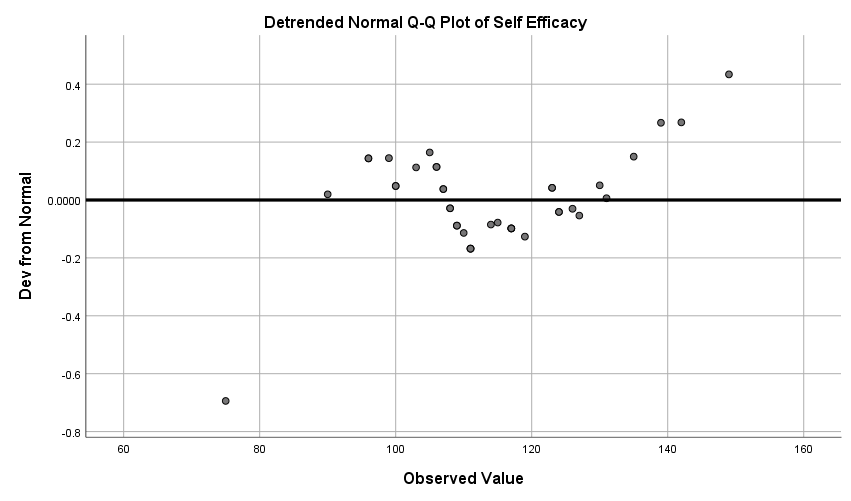 Detrended Normal Q-Q Plot of Self Efficacy
0.4
0.2
0.0000
-0.2
-0.4
-0.6
-0.8
Dev from Normal
60 80 100 120 140 160
Observed Value